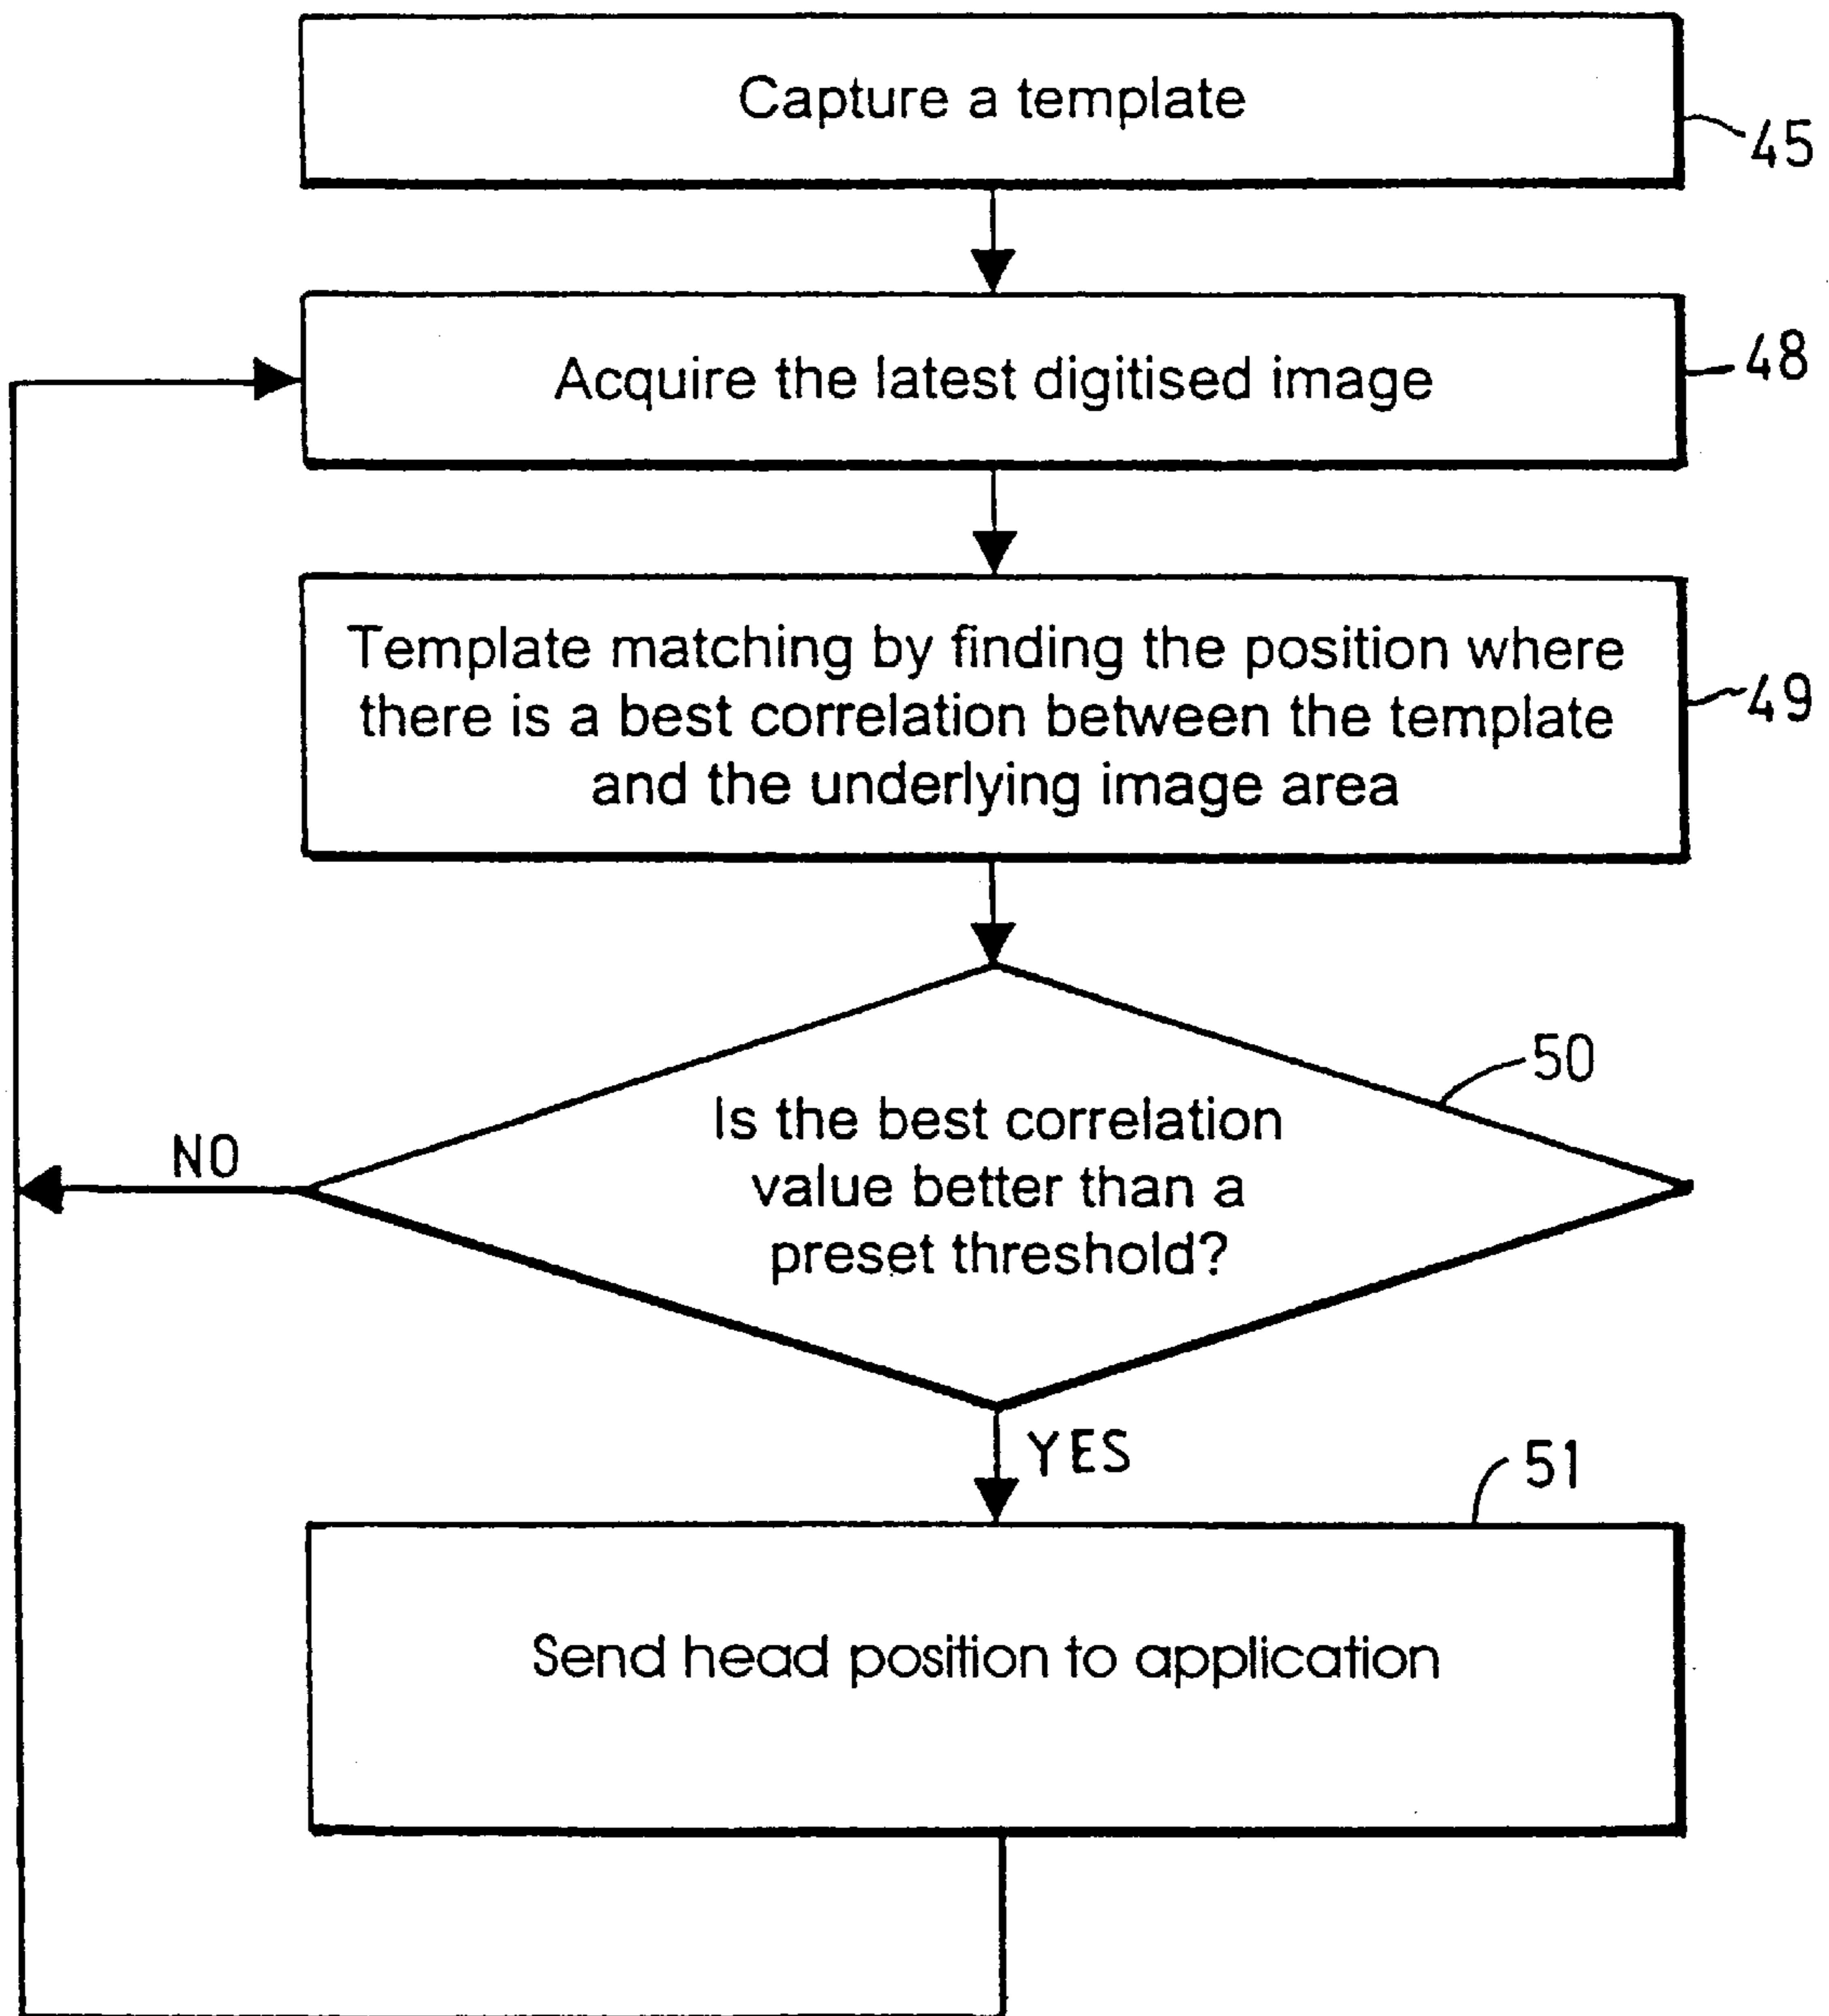 Capture a template
45
Acquire the latest digitised image
48
Template matching by finding the position where
there is a best correlation between the template
and the underlying image area
49
50
Is the best correlation
value better than a
preset threshold?
NO
YES
51
Send head position to application